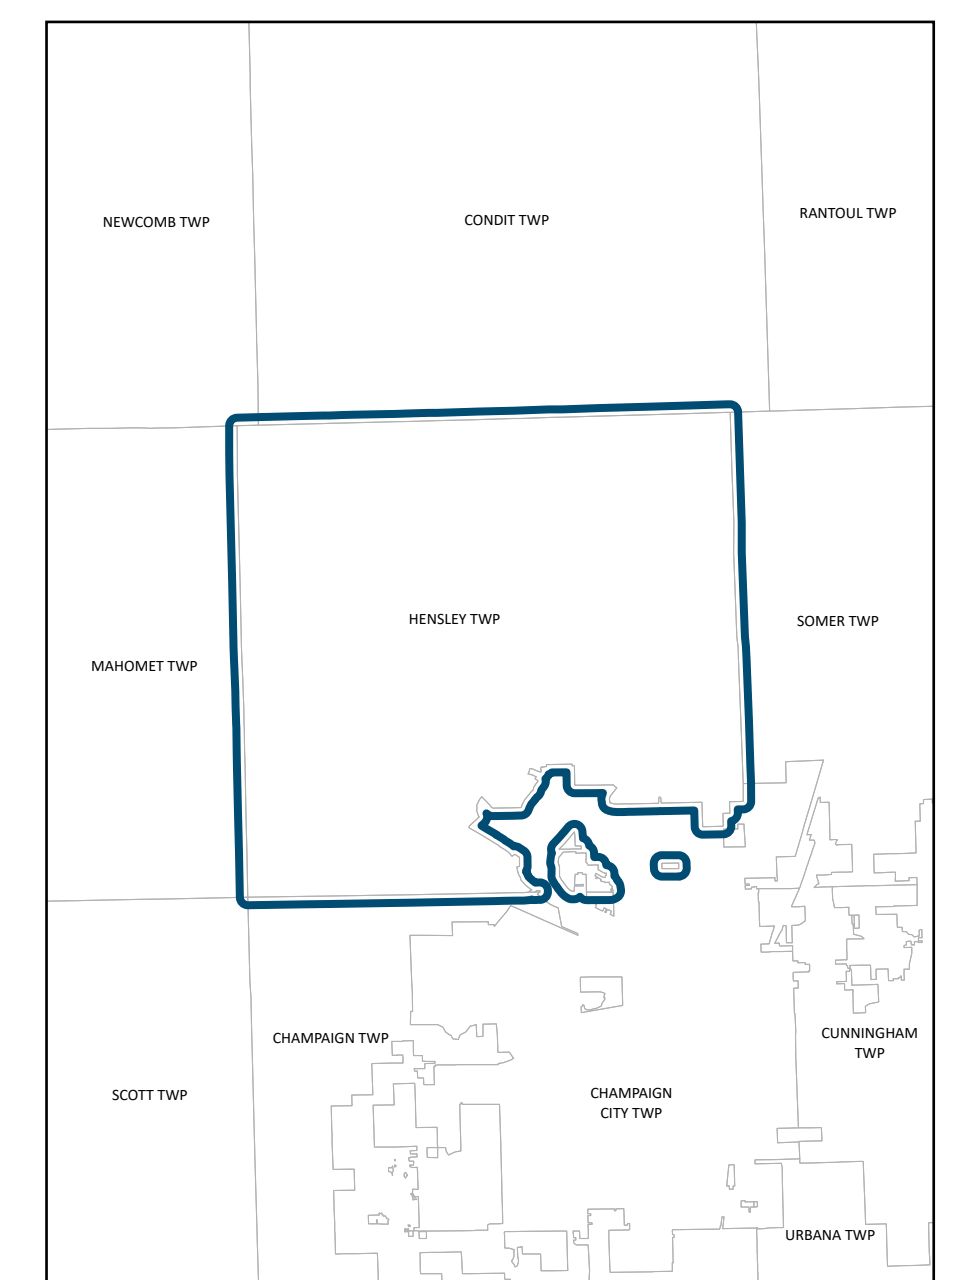 NEWCOMB TWP
CONDIT TWP
RANTOUL TWP
HENSLEY TWP
SOMER TWP
MAHOMET TWP
CHAMPAIGN TWP
CUNNINGHAM
TWP
SCOTT TWP
CHAMPAIGN
CITY TWP
URBANA TWP